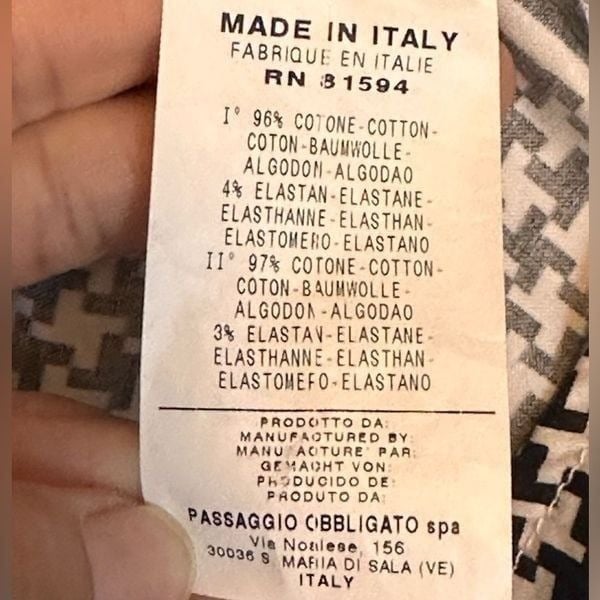 MADE IN ITALY
FABRIQUE EN ITALIE
RN 81594
I° 96% COTONE-COTTON-
COTON-BAUMWOLLE-
ALGODON-ALGODAO
4% ELASTAN-ELASTANE-
ELASTHANNE-ELASTHAN-
ELASTOMERO-ELASTANO
II° 97% COTONE-COTTON-
COTON-BAUMWOLLE-
ALGODON-ALGODAO
3% ELASTAN-ELASTANE-
ELASTHANNE-ELASTHAN-
ELASTOMERO-ELASTANO
PRODOTTO DA:
MANUFACTURED BY:
MANUFACTURE' PAR:
GEMACHT VON:
PRODUCIDO DE:
PRODUTO DA:
PASSAGGIO OBBLIGATO spa
Via Noalese, 156
30036 S. MARIA DI SALA (VE)
ITALY